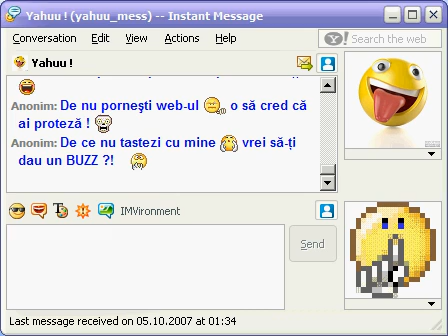 Yahuu ! (yahuu_mess) -- Instant Message
Conversation Edit View Actions Help
Y! Search the web
Yahuu !
Anonim: De nu porneşti web-ul o să cred că
ai proteză !
Anonim: De ce nu tastezi cu mine vrei să-ți
dau un BUZZ ?!
IMVironment
Send
Last message received on 05.10.2007 at 01:34